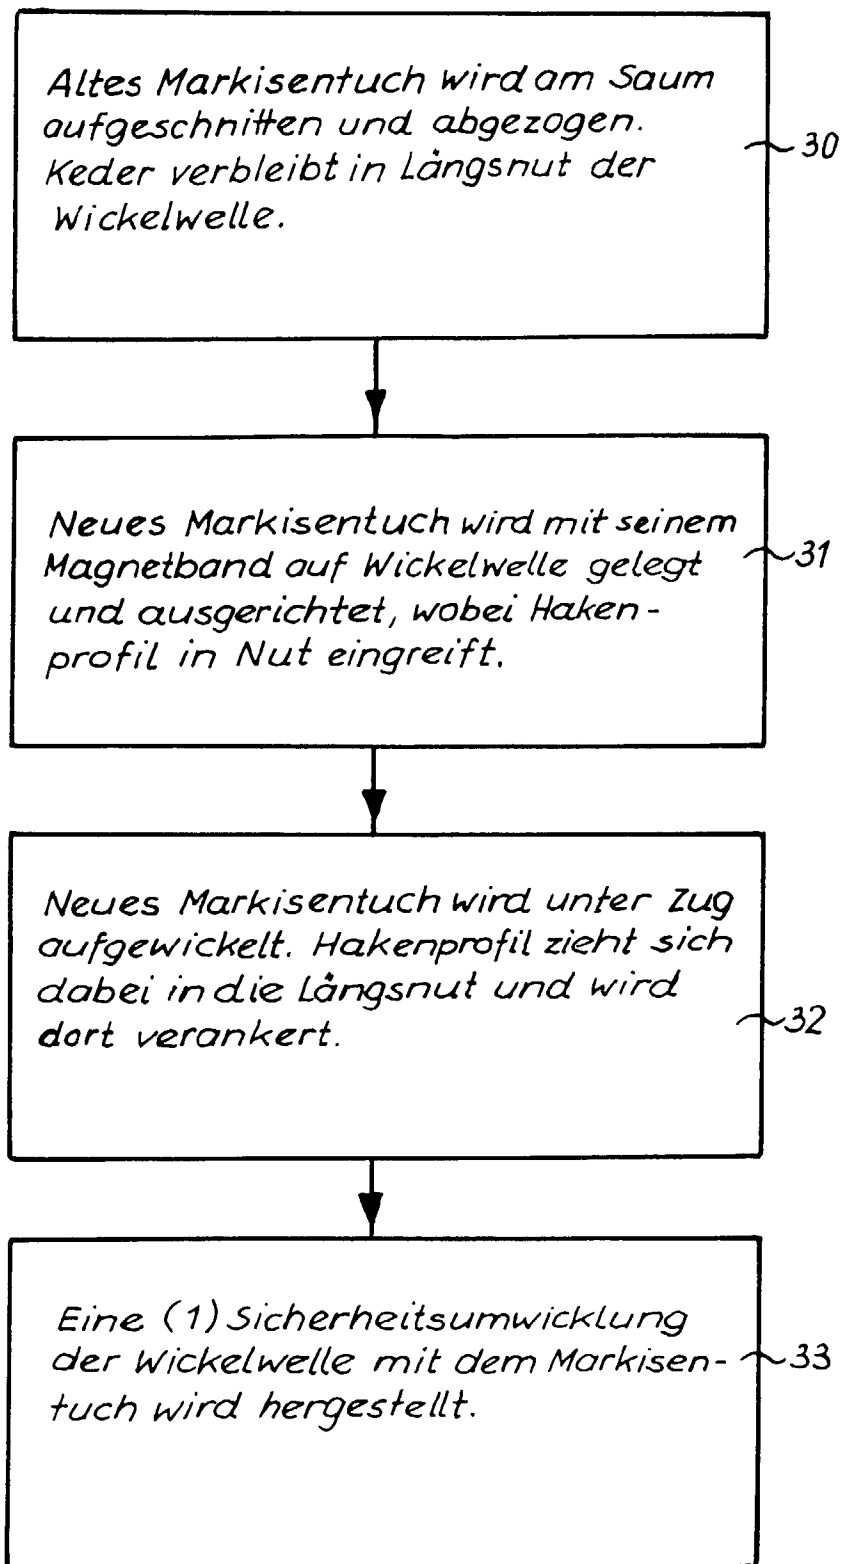 Altes Markisentuch wird am Saum
aufgeschnitten und abgezogen.
Keder verbleibt in Längsnut der
Wickelwelle.
30
Neues Markisentuch wird mit seinem
Magnetband auf Wickelwelle gelegt
und ausgerichtet, wobei Haken-
profil in Nut eingreift.
31
Neues Markisentuch wird unter Zug
aufgewickelt. Hakenprofil zieht sich
dabei in die Längsnut und wird
dort verankert.
32
Eine (1) Sicherheitsumwicklung
der Wickelwelle mit dem Markisen-
tuch wird hergestellt.
33